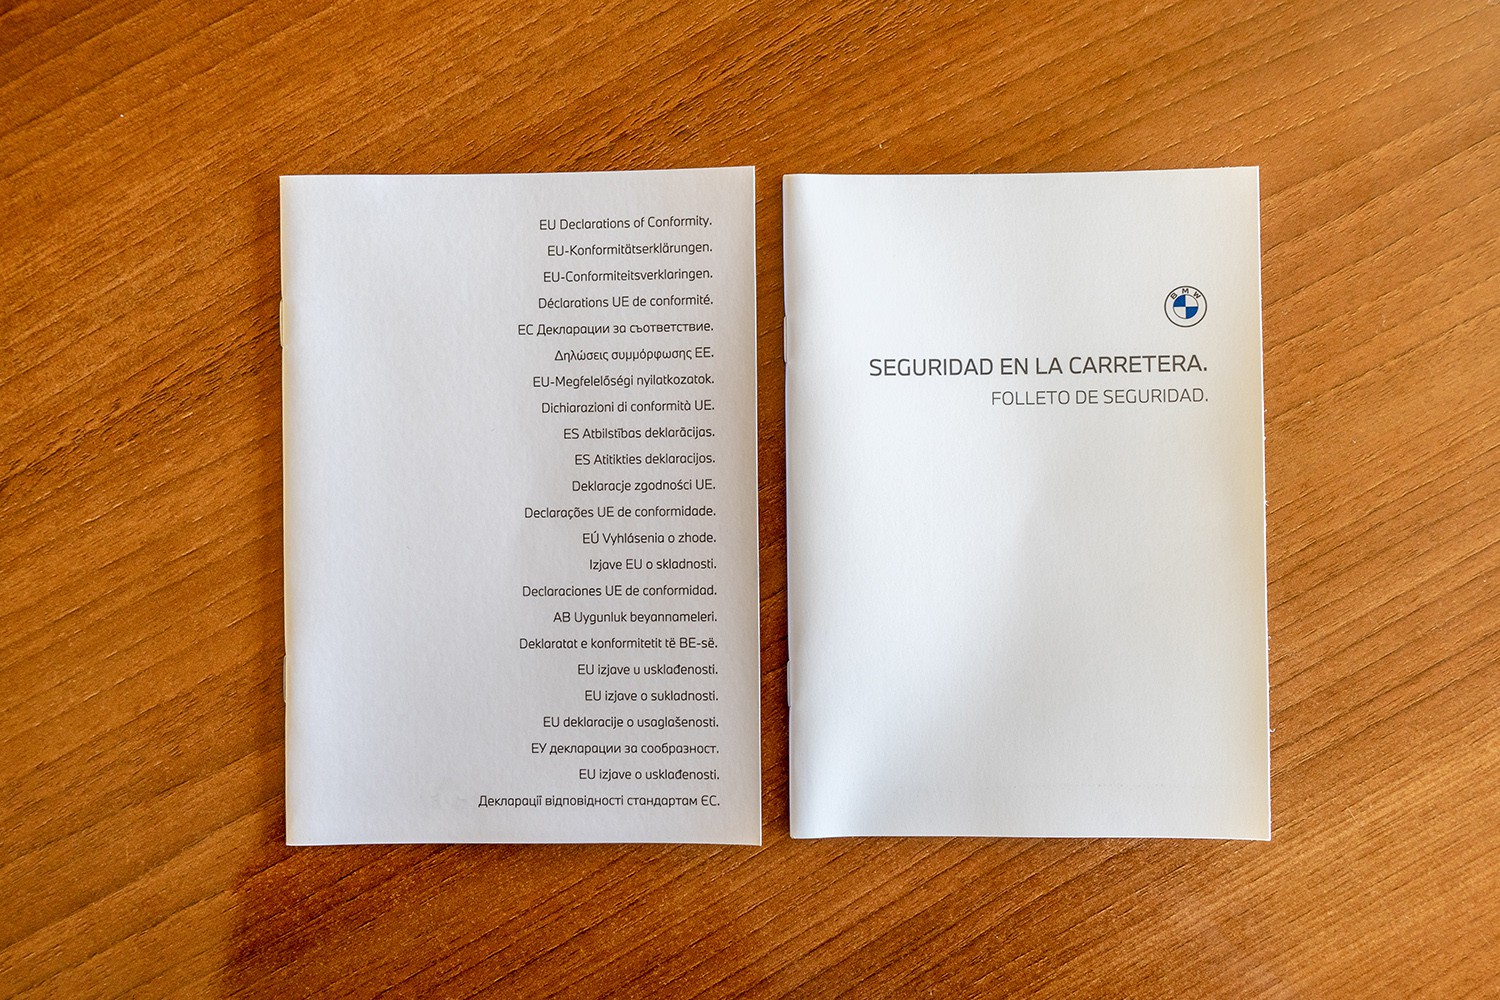 EU Declarations of Conformity.
EU-Konformitätserklärungen.
EU-Conformiteitsverklaringen.
Déclarations UE de conformité.
ЕС Декларации за съответствие.
Δηλώσεις συμμόρφωσης ΕΕ.
EU-Megfelelőségi nyilatkozatok.
Dichiarazioni di conformità UE.
ES Atbilstības deklarācijas.
ES Atitikties deklaracijos.
Deklaracje zgodności UE.
Declarações UE de conformidade.
EÚ Vyhlásenia o zhode.
Izjave EU o skladnosti.
Declaraciones UE de conformidad.
AB Uygunluk beyannameleri.
Deklaratat e konformitetit të BE-së.
EU izjave u usklađenosti.
EU izjave o sukladnosti.
EU deklaracije o usaglašenosti.
ЕУ декларации за сообразност.
EU izjave o usklađenosti.
Декларації відповідності стандартам ЄС.
BMW
SEGURIDAD EN LA CARRETERA.
FOLLETO DE SEGURIDAD.